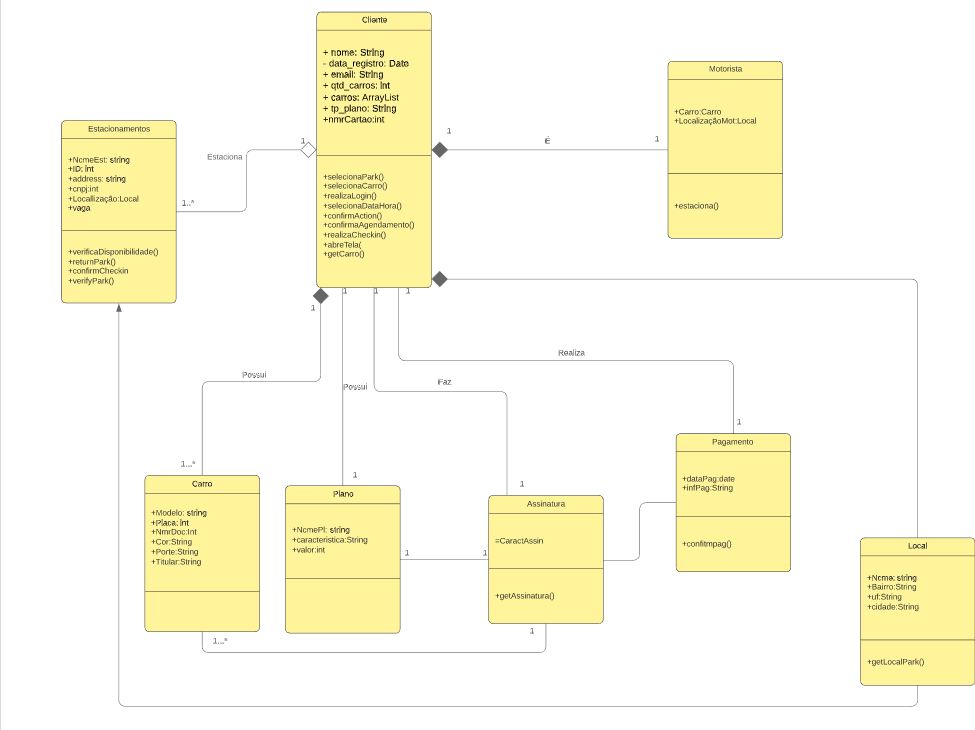 Cliente
+ nome: String
- data_registro: Date
+ email: String
+ qtd_carros: int
+ carros: ArrayList
+ tp_plano: String
+nmrCartao:int
+selecionaPark()
+selecionaCarro()
+realizaLogin()
+selecionaDataHora()
+confirmAction()
+confirmaAgendamento()
+realizaCheckin()
+abreTela(
+getCarro()
Motorista
+Carro:Carro
+LocalizaçãoMot:Local
+estaciona()
1
É
1
Estacionamentos
+NomeEst: string
+ID: int
+address: string
+cnpj:int
+Locallização:Local
+vaga
+verificaDisponibilidade()
+returnPark()
+confirmCheckin
+verifyPark()
1
Estaciona
1..*
1
1
1
1
Possui
Possui
Faz
Realiza
1...*
1
1
1
Carro
+Modelo: string
+Placa: int
+NmrDoc:Int
+Cor:String
+Porte:String
+Titular:String
Plano
+NomePl: string
+caracteristica:String
+valor:int
1
1
Assinatura
=CaractAssin
+getAssinatura()
Pagamento
+dataPag:date
+infPag:String
+confitmpag()
Local
+Nome: string
+Bairro:String
+uf:String
+cidade:String
+getLocalPark()
1...*
1